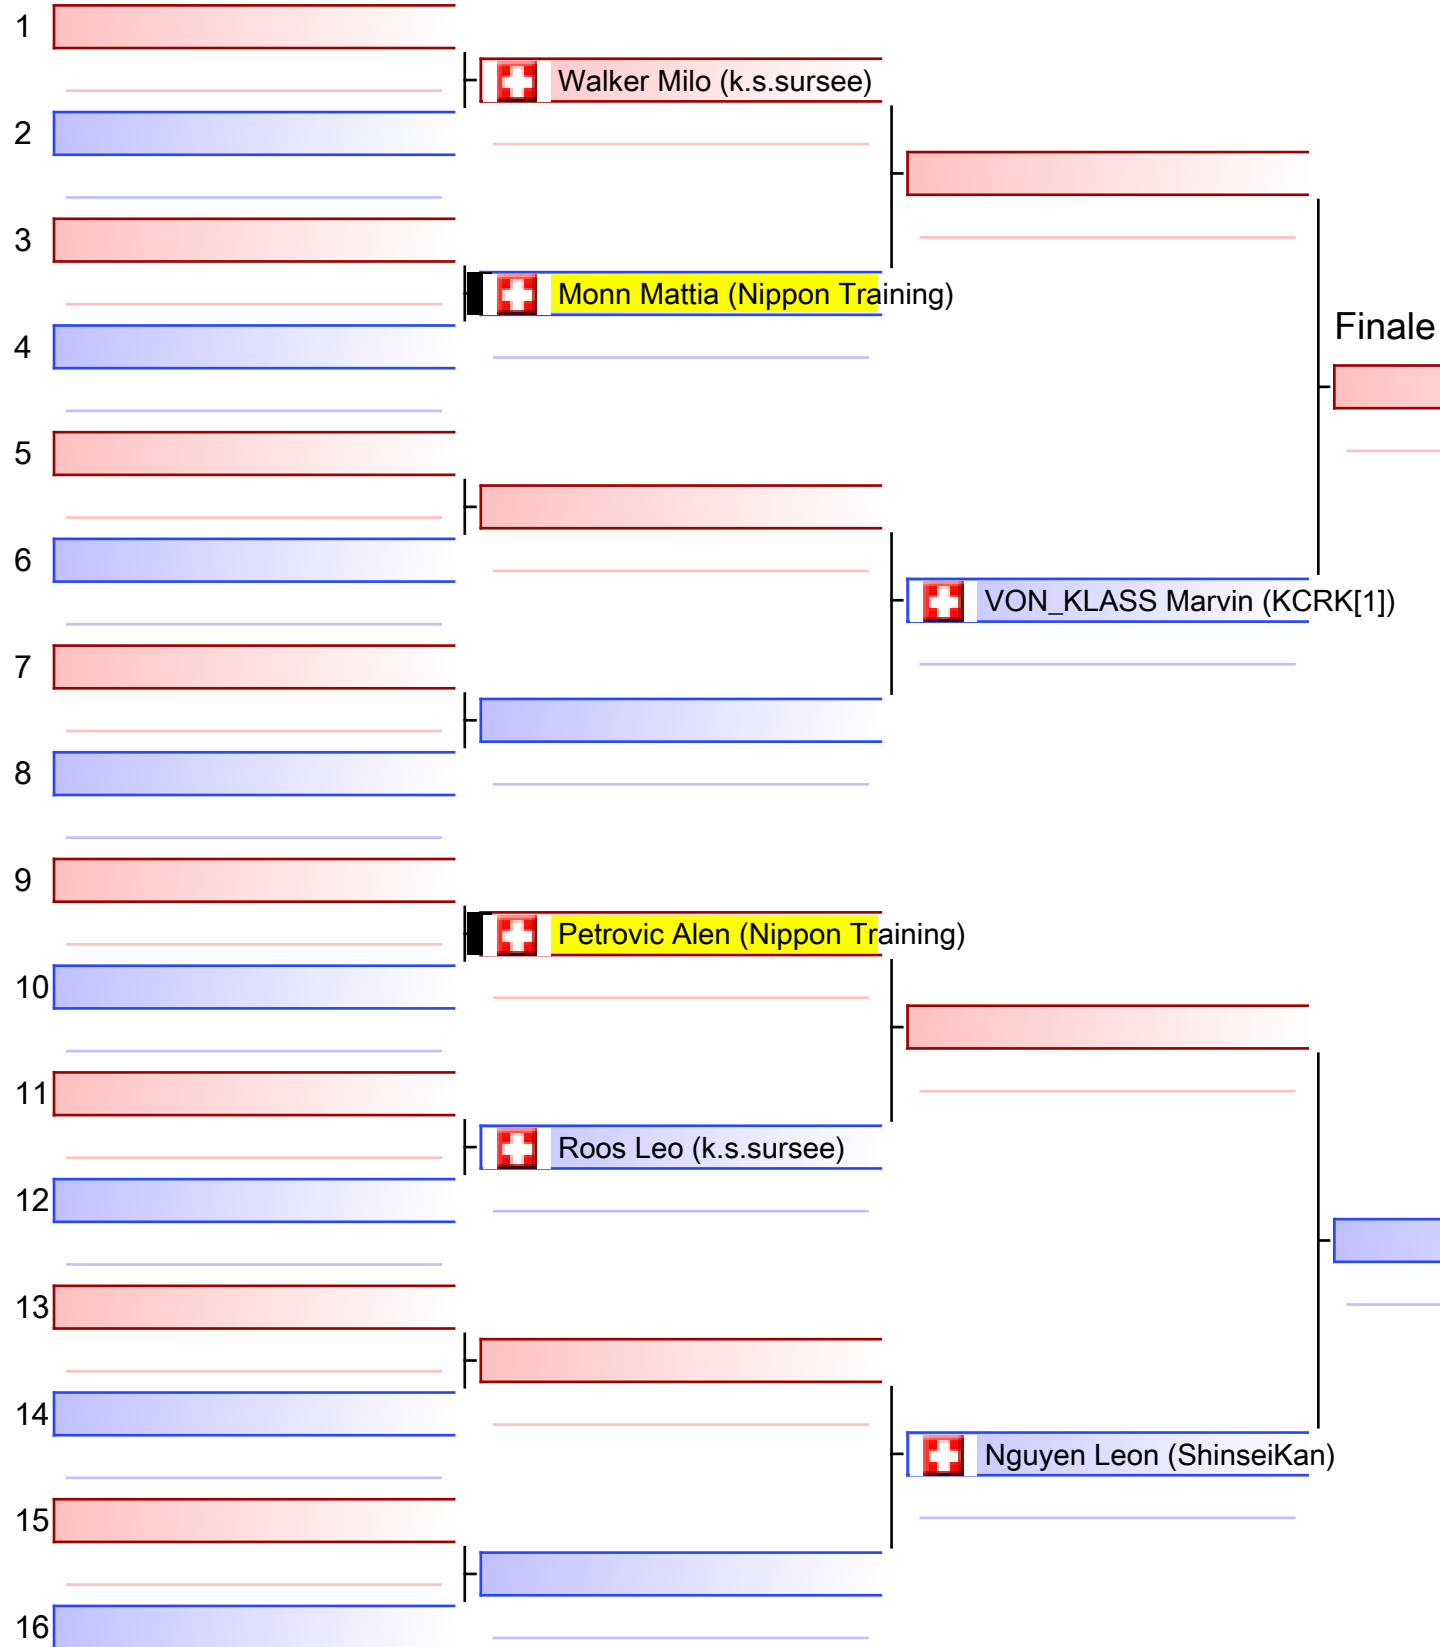 1
Walker Milo (k.s.sursee)
2
3
Monn Mattia (Nippon Training)
Finale
4
5
6
VON_KLASS Marvin (KCRK[1])
7
8
9
Petrovic Alen (Nippon Training)
10
11
Roos Leo (k.s.sursee)
12
13
14
Nguyen Leon (ShinseiKan)
15
16